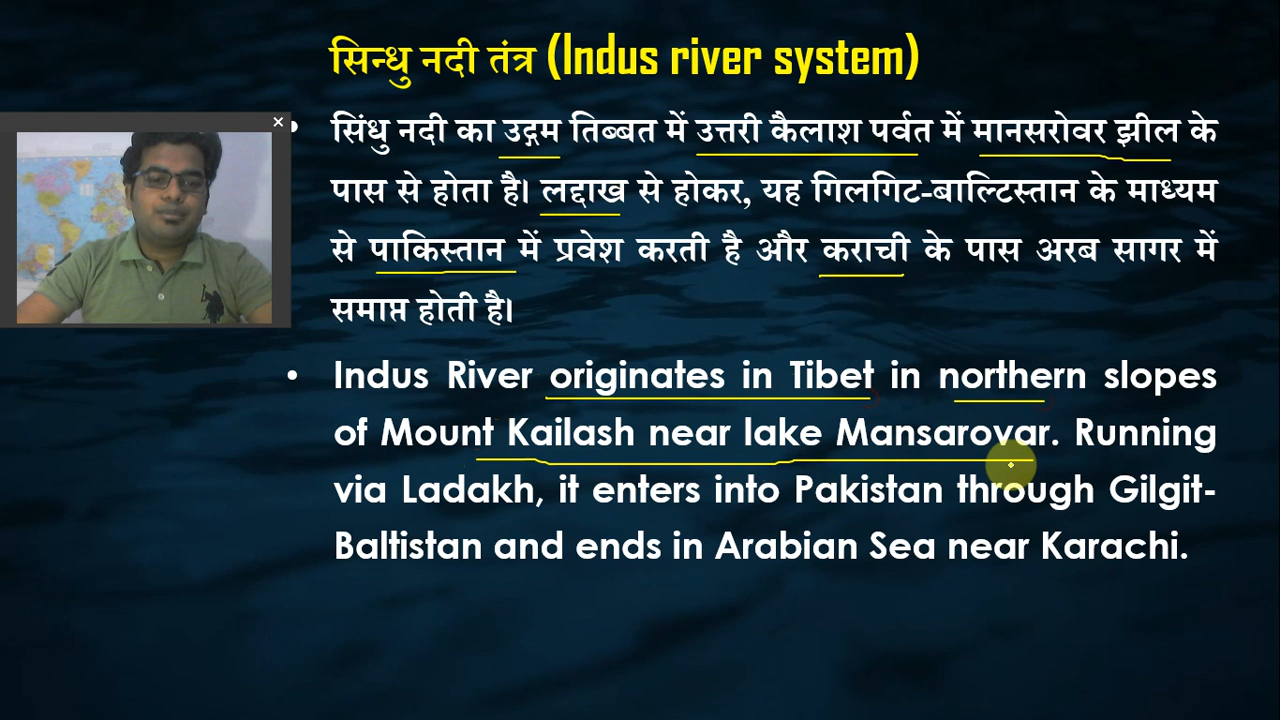 सिन्धु नदी तंत्र (Indus river system)
• सिंधु नदी का उद्गम तिब्बत में उत्तरी कैलाश पर्वत में मानसरोवर झील के
पास से होता है। लद्दाख से होकर, यह गिलगिट-बाल्टिस्तान के माध्यम
से पाकिस्तान में प्रवेश करती है और कराची के पास अरब सागर में
समाप्त होती है।
• Indus River originates in Tibet in northern slopes
of Mount Kailash near lake Mansarovar. Running
via Ladakh, it enters into Pakistan through Gilgit-
Baltistan and ends in Arabian Sea near Karachi.